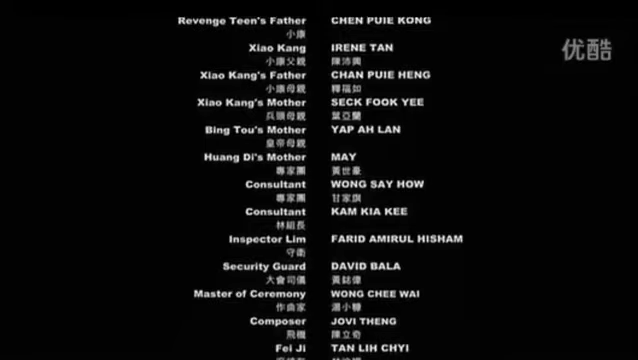 Revenge Teen's Father CHEN PUIE KONG
小康
优酷
Xiao Kang IRENE TAN
小康父親 陳沛興
Xiao Kang's Father CHAN PUIE HENG
小康母親 釋福如
Xiao Kang's Mother SECK FOOK YEE
兵頭母親 葉亞蘭
Bing Tou's Mother YAP AH LAN
皇帝母親
Huang Di's Mother MAY
專家團 黃世豪
Consultant WONG SAY HOW
專家團 甘家旗
Consultant KAM KIA KEE
林組長
Inspector Lim FARID AMIRUL HISHAM
守衛
Security Guard DAVID BALA
大會司儀 黃銘偉
Master of Ceremony WONG CHEE WAI
作曲家 湯小
Composer JOVI THENG
飛機 陳立奇
Fei Ji TAN LIH CHYI